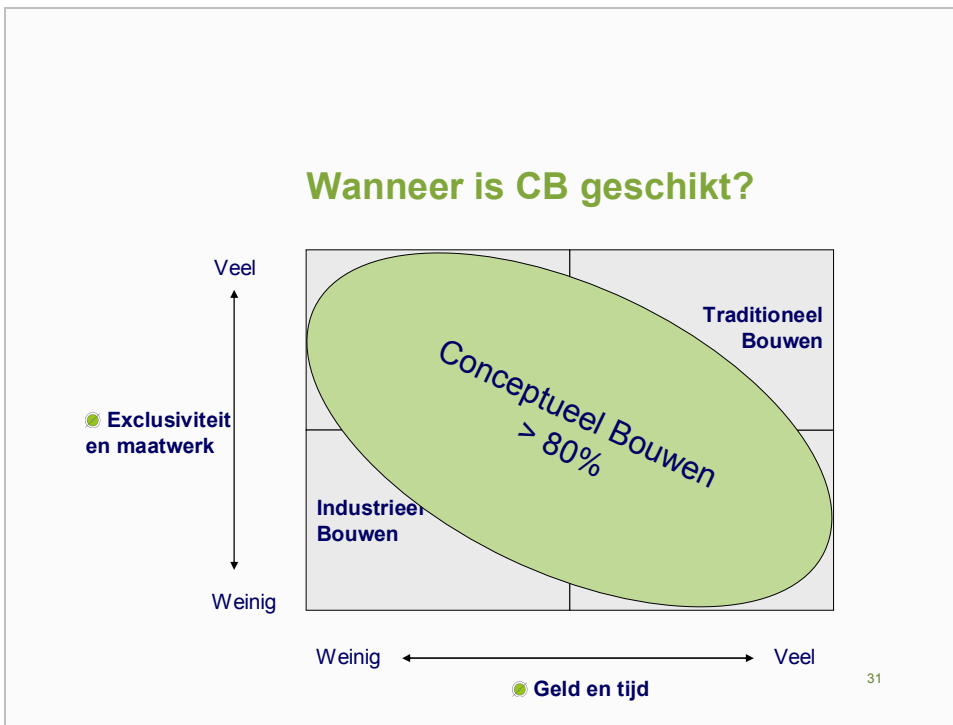 Wanneer is CB geschikt?
Veel
Traditioneel
Bouwen
Conceptueel Bouwen
> 80%
Exclusiviteit
en maatwerk
Industrieel
Bouwen
Weinig
Weinig
Veel
Geld en tijd
31